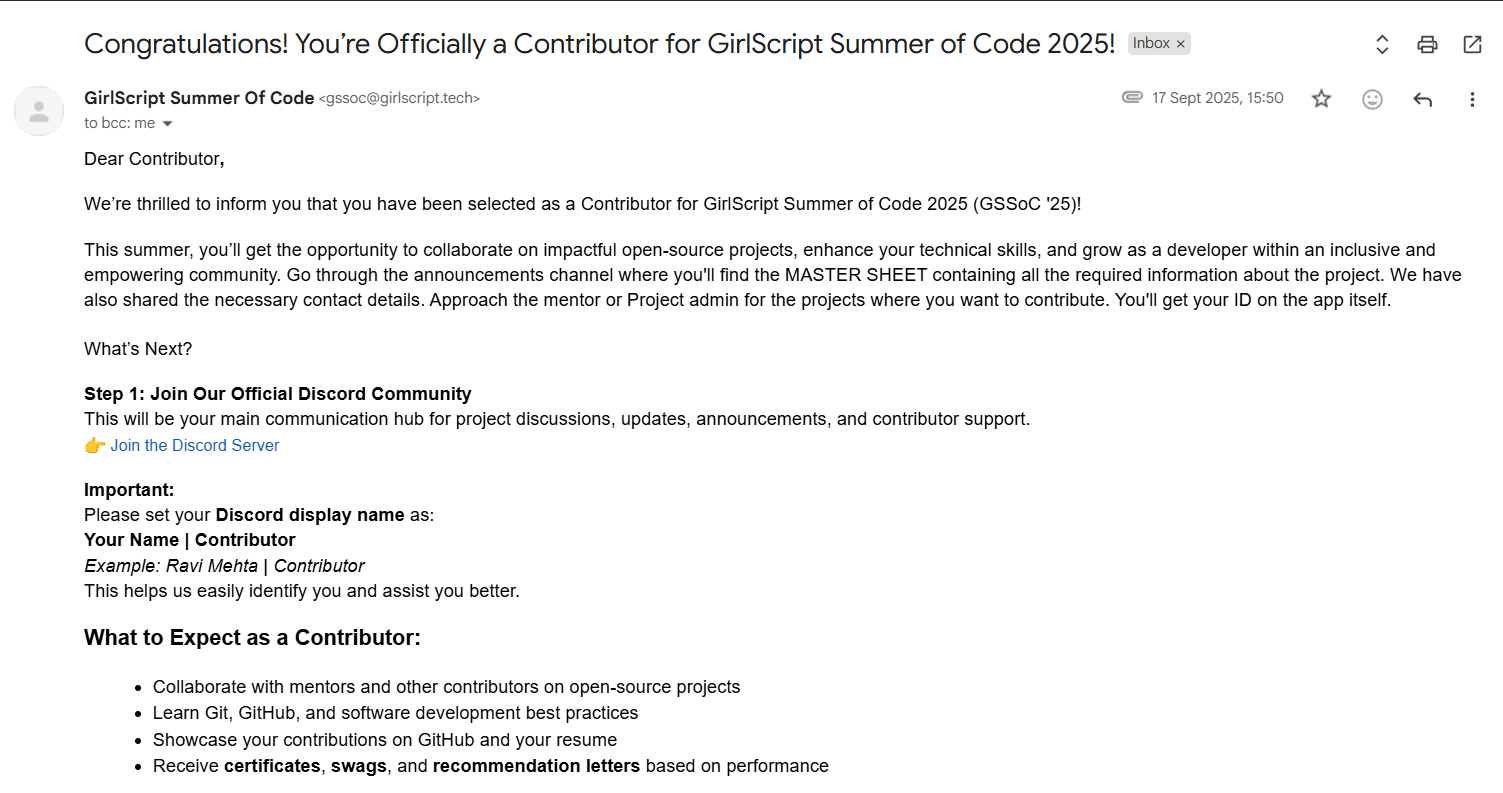 Congratulations! You’re Officially a Contributor for GirlScript Summer of Code 2025! Inbox ×
GirlScript Summer Of Code <gssoc@girlscript.tech> 17 Sept 2025, 15:50
to bcc: me
Dear Contributor,
We’re thrilled to inform you that you have been selected as a Contributor for GirlScript Summer of Code 2025 (GSSoC '25)!
This summer, you’ll get the opportunity to collaborate on impactful open-source projects, enhance your technical skills, and grow as a developer within an inclusive and
empowering community. Go through the announcements channel where you'll find the MASTER SHEET containing all the required information about the project. We have
also shared the necessary contact details. Approach the mentor or Project admin for the projects where you want to contribute. You'll get your ID on the app itself.
What’s Next?
Step 1: Join Our Official Discord Community
This will be your main communication hub for project discussions, updates, announcements, and contributor support.
👉 Join the Discord Server
Important:
Please set your Discord display name as:
Your Name | Contributor
Example: Ravi Mehta | Contributor
This helps us easily identify you and assist you better.
What to Expect as a Contributor:
• Collaborate with mentors and other contributors on open-source projects
• Learn Git, GitHub, and software development best practices
• Showcase your contributions on GitHub and your resume
• Receive certificates, swags, and recommendation letters based on performance